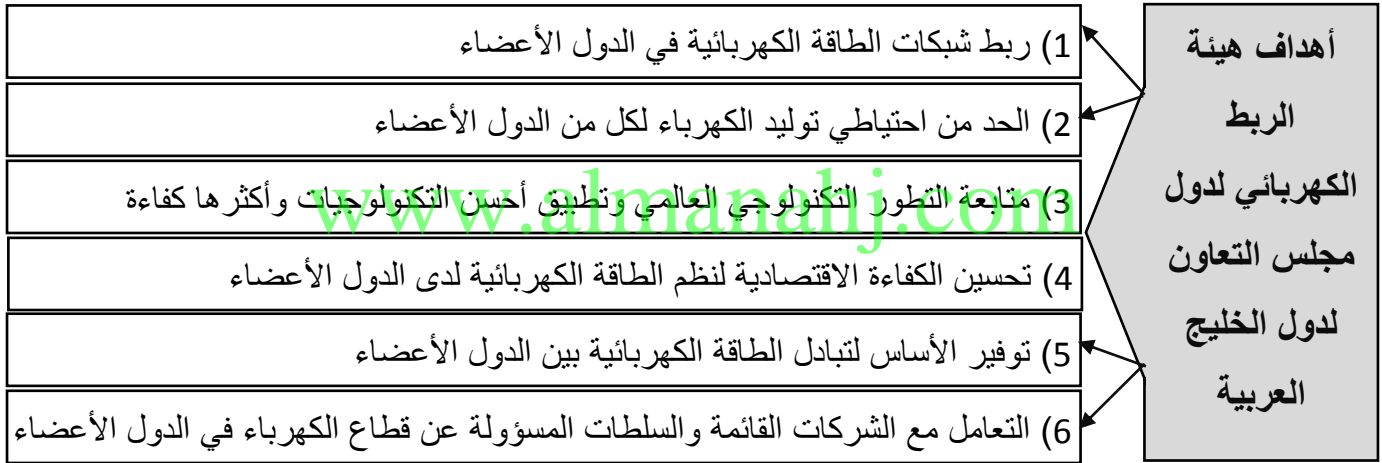 أهداف هيئة
الربط
الكهربائي لدول
مجلس التعاون
لدول الخليج
العربية
1) ربط شبكات الطاقة الكهربائية في الدول الأعضاء
2) الحد من احتياطي توليد الكهرباء لكل من الدول الأعضاء
3) متابعة التطور التكنولوجي العالمي وتطبيق أحسن التكنولوجيات وأكثرها كفاءة
www.almanahj.com
4) تحسين الكفاءة الاقتصادية لنظم الطاقة الكهربائية لدى الدول الأعضاء
5) توفير الأساس لتبادل الطاقة الكهربائية بين الدول الأعضاء
6) التعامل مع الشركات القائمة والسلطات المسؤولة عن قطاع الكهرباء في الدول الأعضاء